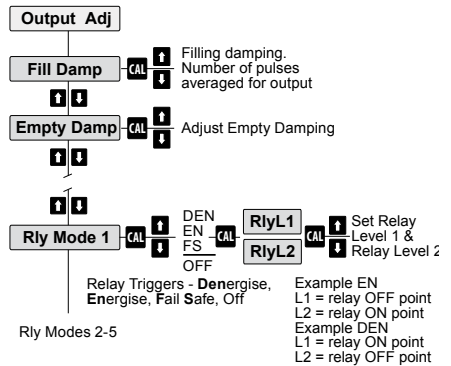 Output Adj
Fill Damp
CAL
Filling damping.
Number of pulses
averaged for output
Empty Damp
CAL
Adjust Empty Damping
Rly Mode 1
CAL
DEN
EN
FS
OFF
CAL
RlyL1
RlyL2
CAL
Set Relay
Level 1 &
Relay Level 2
Relay Triggers - Denergise,
Energise, Fail Safe, Off
Example EN
L1 = relay OFF point
L2 = relay ON point
Example DEN
L1 = relay ON point
L2 = relay OFF point
Rly Modes 2-5